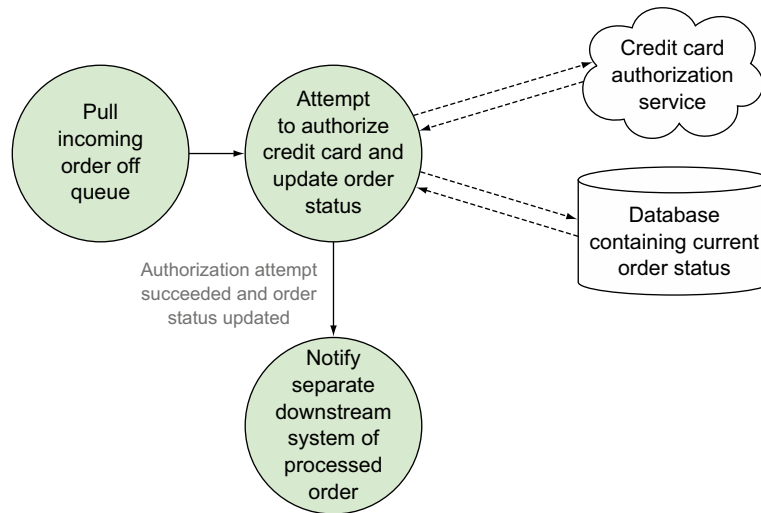 Pull
incoming
order off
queue
Attempt
to authorize
credit card and
update order
status
Credit card
authorization
service
Database
containing current
order status
Authorization attempt
succeeded and order
status updated
Notify
separate
downstream
system of
processed
order